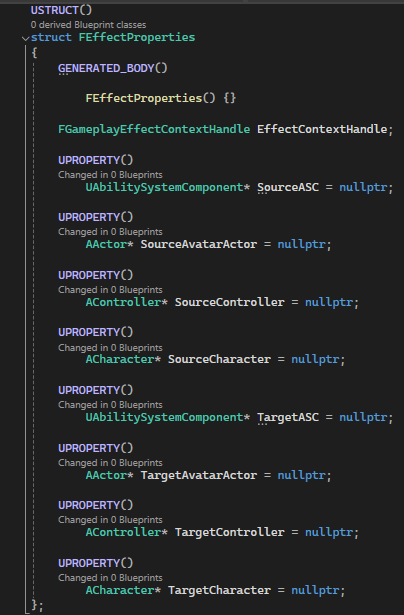 USTRUCT()
0 derived Blueprint classes
struct FEffectProperties
{
GENERATED_BODY()
FEffectProperties() {}
FGameplayEffectContextHandle EffectContextHandle;
UPROPERTY()
Changed in 0 Blueprints
UAbilitySystemComponent* SourceASC = nullptr;
UPROPERTY()
Changed in 0 Blueprints
AActor* SourceAvatarActor = nullptr;
UPROPERTY()
Changed in 0 Blueprints
AController* SourceController = nullptr;
UPROPERTY()
Changed in 0 Blueprints
ACharacter* SourceCharacter = nullptr;
UPROPERTY()
Changed in 0 Blueprints
UAbilitySystemComponent* TargetASC = nullptr;
UPROPERTY()
Changed in 0 Blueprints
AActor* TargetAvatarActor = nullptr;
UPROPERTY()
Changed in 0 Blueprints
AController* TargetController = nullptr;
UPROPERTY()
Changed in 0 Blueprints
ACharacter* TargetCharacter = nullptr;
};